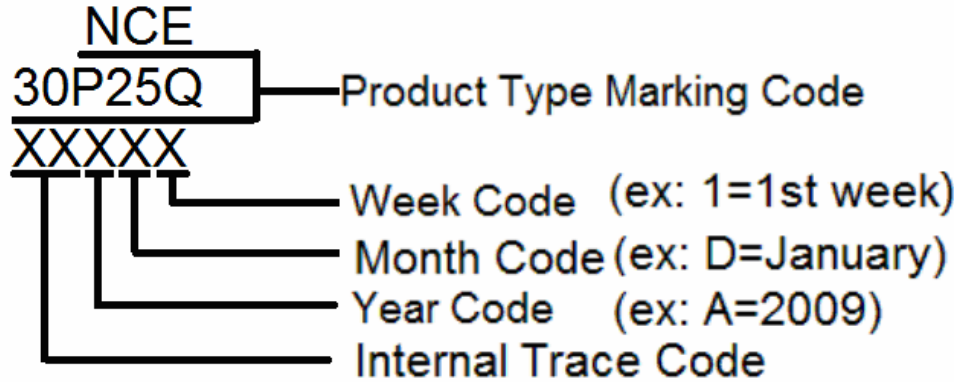 NCE
30P25Q
Product Type Marking Code
XXXXX
Week Code (ex: 1=1st week)
Month Code (ex: D=January)
Year Code (ex: A=2009)
Internal Trace Code